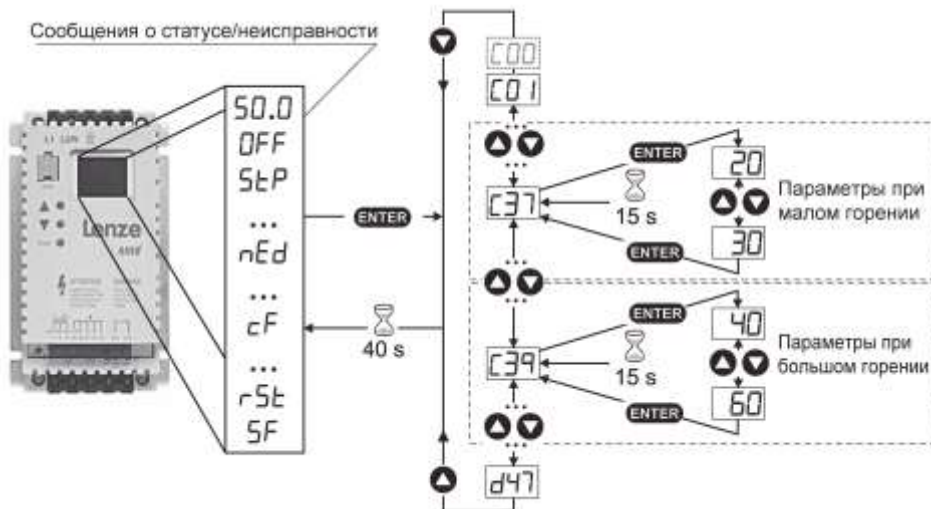 Сообщения о статусе/неисправности
50.0
OFF
StP
...
nEd
...
cF
...
rSt
SF
Lenze
ENTER
40 s
C00
C01
...
...
C37
ENTER
20
15 s
30
ENTER
Параметры при
малом горении
...
...
C39
ENTER
40
15 s
60
ENTER
Параметры при
большом горении
...
...
d47